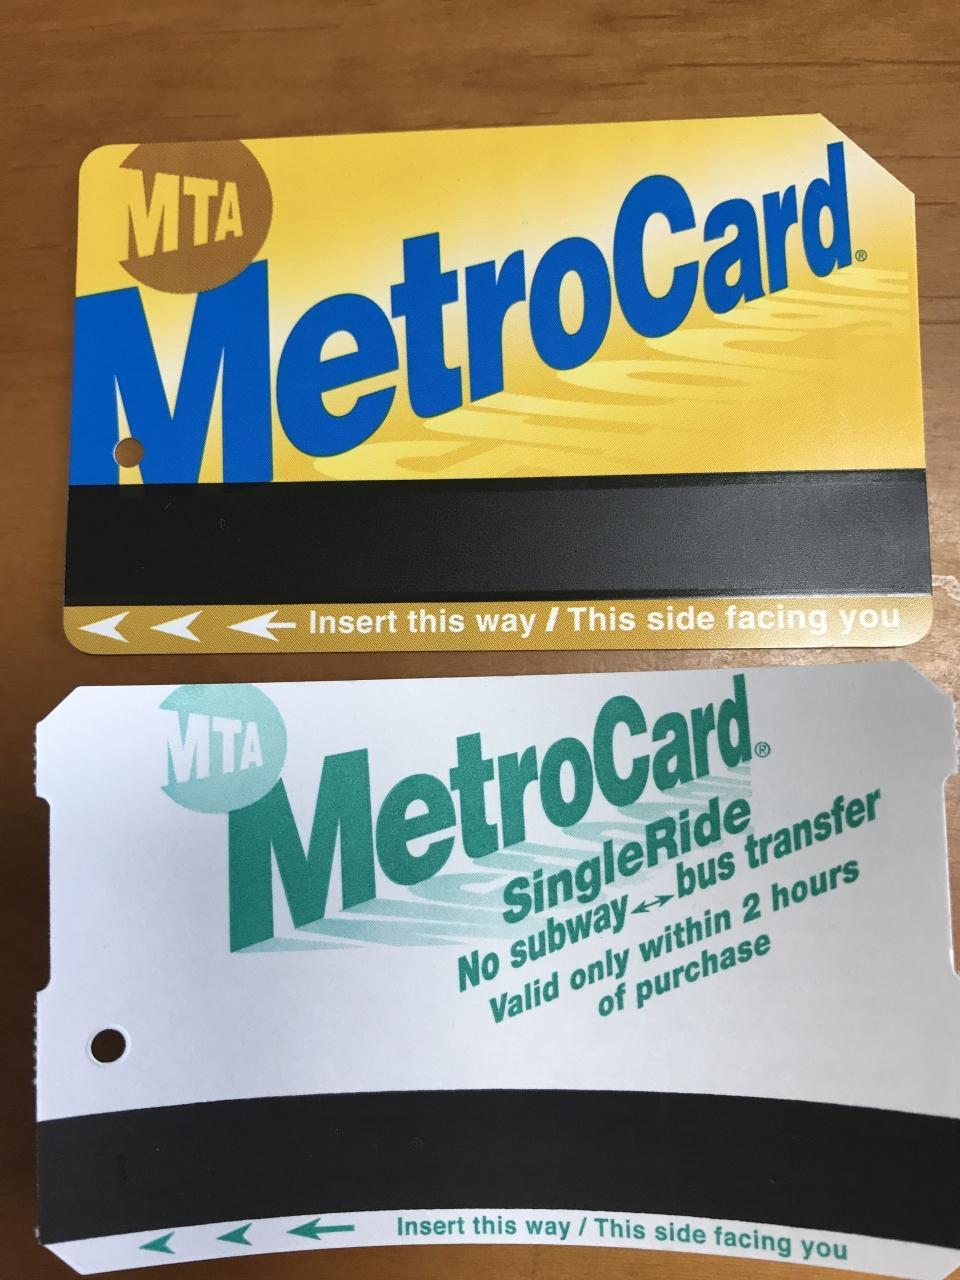 MTA
MetroCard®
Insert this way / This side facing you
MTA
MetroCard®
SingleRide
No subway↔bus transfer
Valid only within 2 hours
of purchase
Insert this way / This side facing you